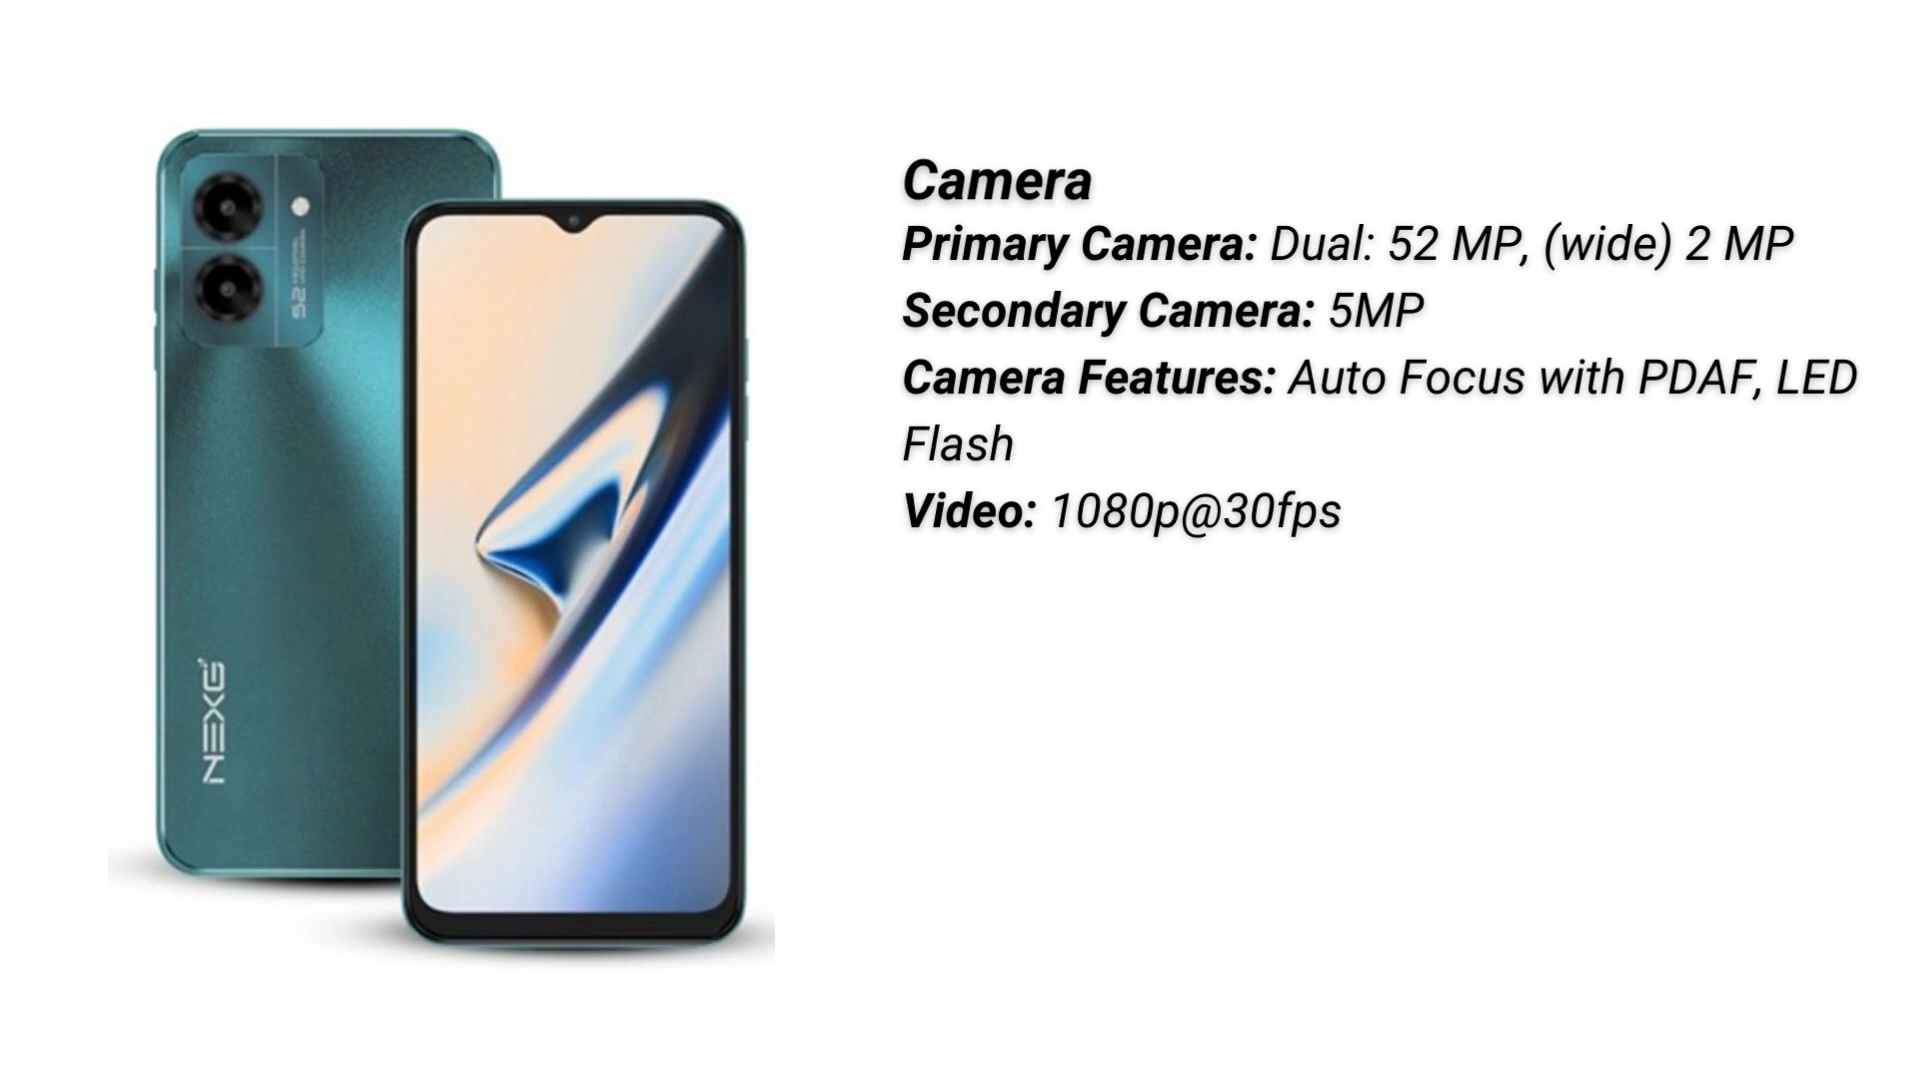 52
NEXG
Camera
Primary Camera: Dual: 52 MP, (wide) 2 MP
Secondary Camera: 5MP
Camera Features: Auto Focus with PDAF, LED
Flash
Video: 1080p@30fps